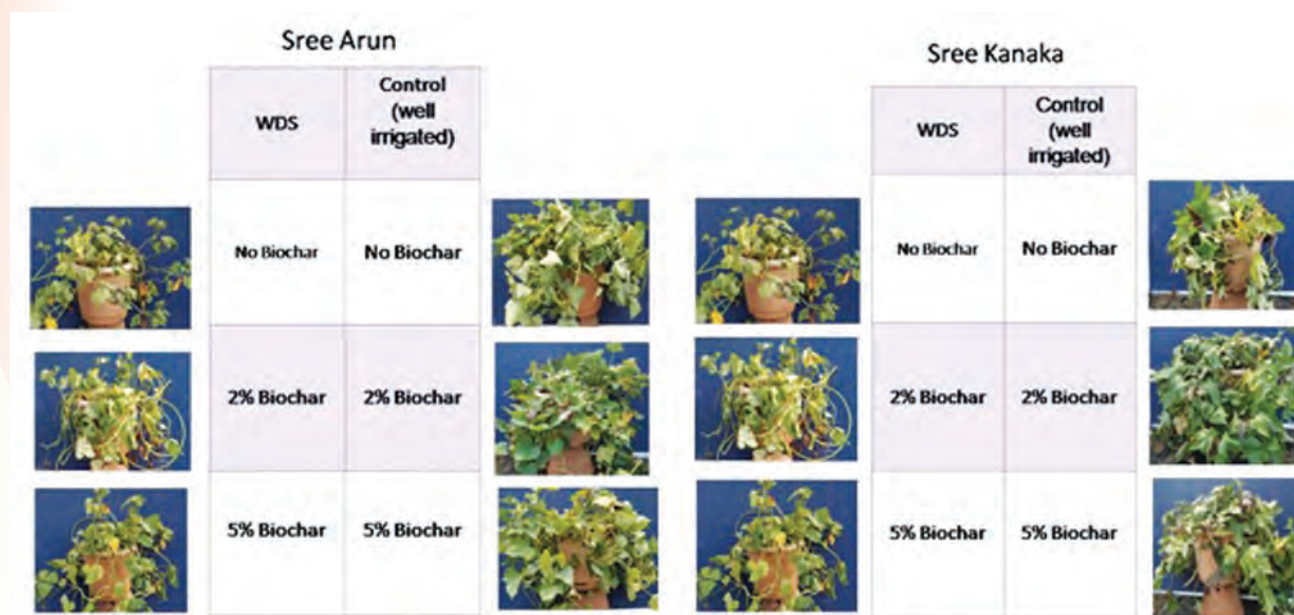 Sree Arun
WDS
Control
(well
irrigated)
No Biochar
No Biochar
2% Biochar
2% Biochar
5% Biochar
5% Biochar
Sree Kanaka
WDS
Control
(well
irrigated)
No Biochar
No Biochar
2% Biochar
2% Biochar
5% Biochar
5% Biochar